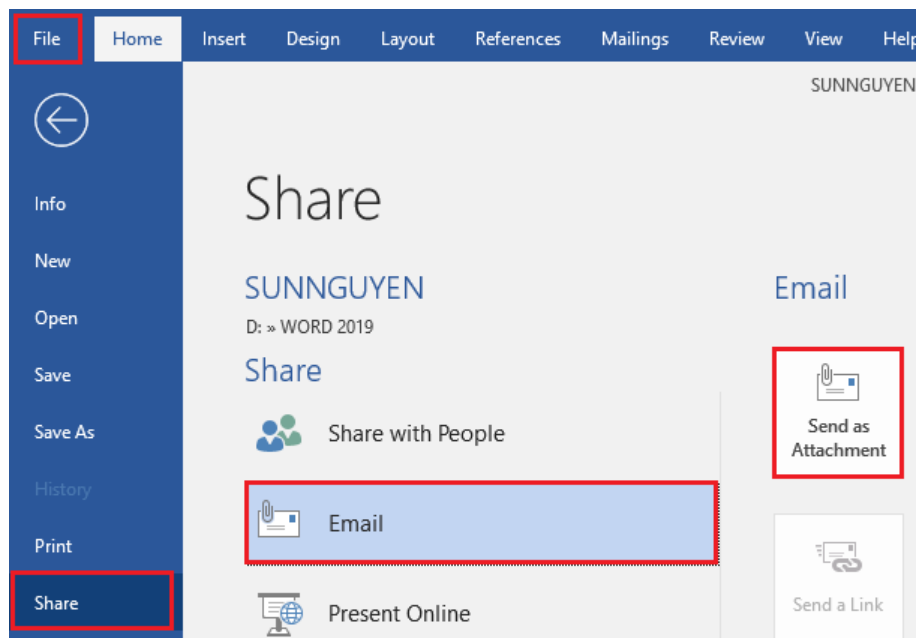 File Home Insert Design Layout References Mailings Review View Help
SUNNGUYEN
Share
Info
New
Open
Save
Save As
History
Print
Share
SUNNGUYEN
D: » WORD 2019
Share
Share with People
Email
Present Online
Email
Send as
Attachment
Send a Link